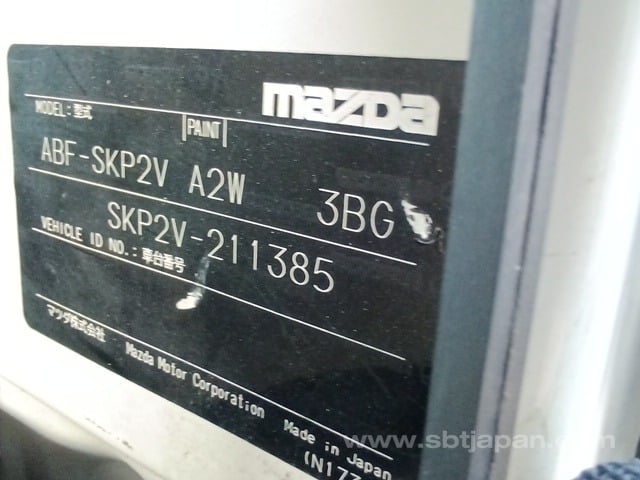 mazda
MODEL: 型式
PAINT
ABF-SKP2V A2W 3BG
SKP2V-211385
VEHICLE ID NO.: 車台番号
マツダ株式会社 Mazda Motor Corporation Made in Japan
(N173
www.sbtjapan.com